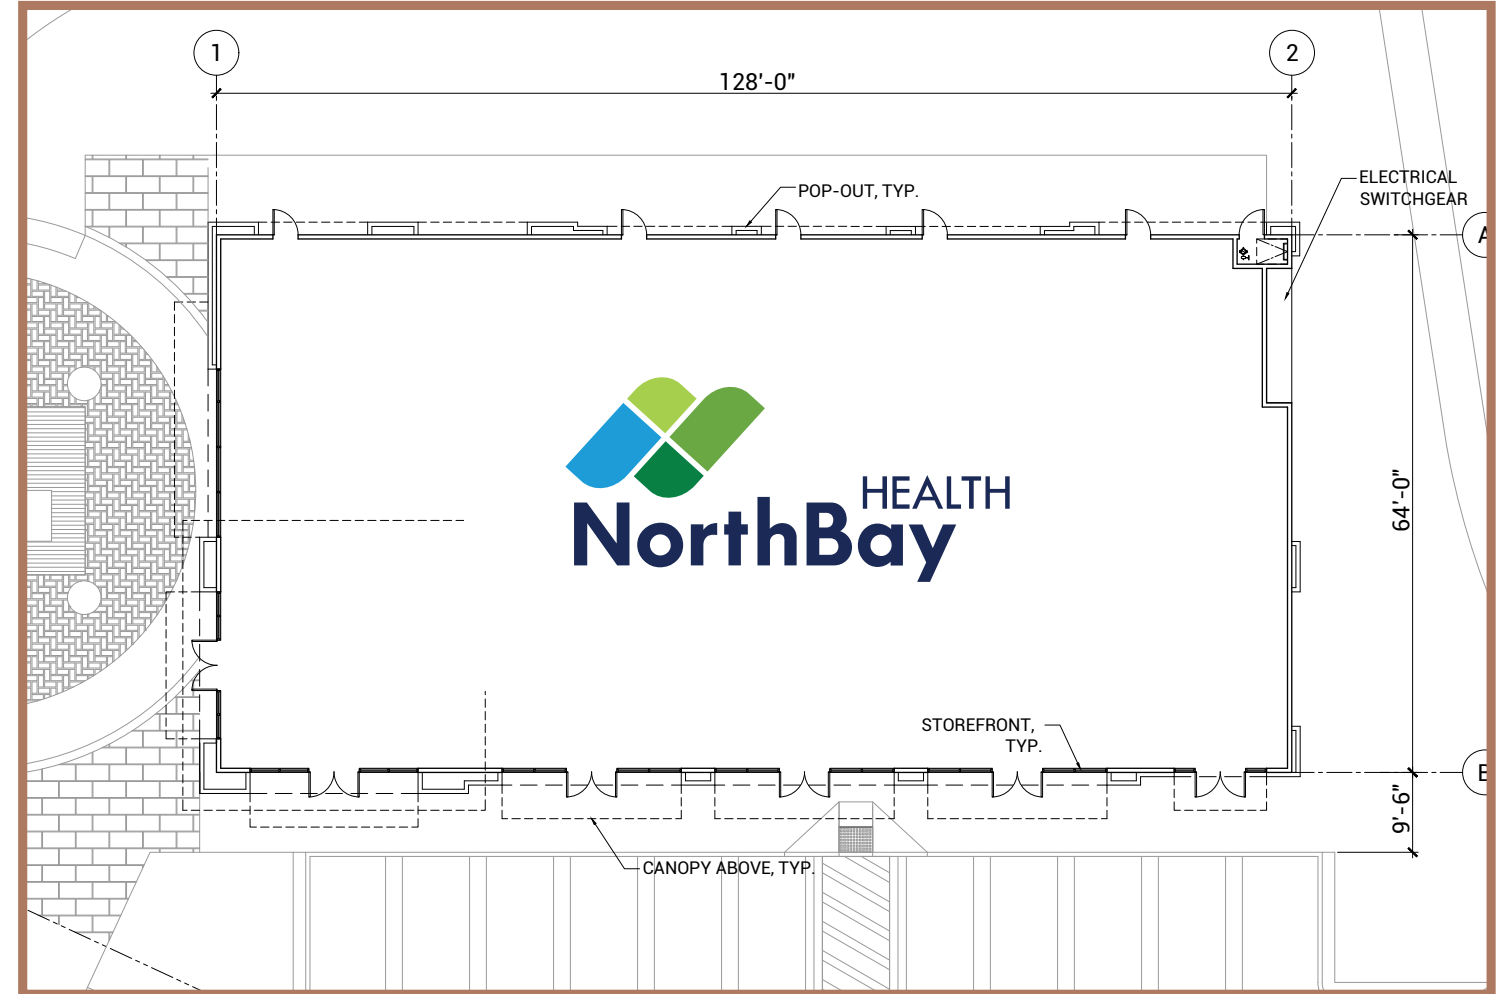 1
2
128'-0"
POP-OUT, TYP.
ELECTRICAL
SWITCHGEAR
A
HEALTH
NorthBay
64'-0"
STOREFRONT,
TYP.
B
9'-6"
CANOPY ABOVE, TYP.